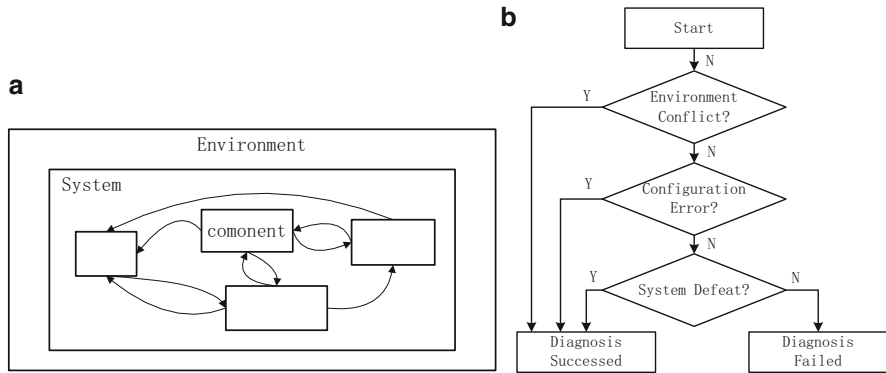 a
Environment
System
comonent
b
Start
N
Environment
Conflict?
Y
N
Configuration
Error?
Y
N
System Defeat?
Y
N
Diagnosis
Successed
Diagnosis
Failed